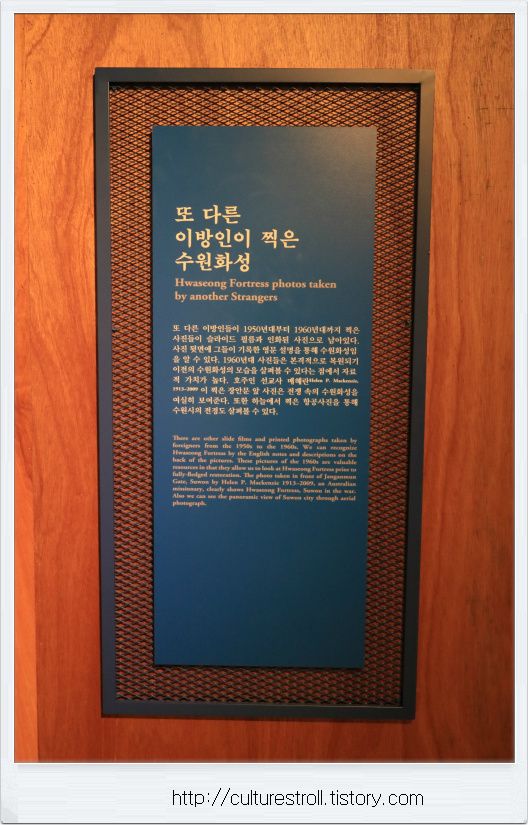 또 다른
이방인이 찍은
수원화성
Hwaseong Fortress photos taken
by another Strangers
또 다른 이방인들이 1950년대부터 1960년대까지 찍은
사진들이 슬라이드 필름과 인화된 사진으로 남아있다.
사진 뒷면에 그들이 기록한 영문 설명을 통해 수원화성임
을 알 수 있다. 1960년대 사진들은 본격적으로 복원되기
이전의 수원화성의 모습을 살펴볼 수 있다는 점에서 자료
적 가치가 높다. 호주인 선교사 매혜란Helen P. Mackenzie,
1913-2009 이 찍은 장안문 앞 사진은 전쟁 속의 수원화성을
여실히 보여준다. 또한 하늘에서 찍은 항공사진을 통해
수원시의 전경도 살펴볼 수 있다.
There are other slide films and printed photographs taken by
foreigners from the 1950s to the 1960s. We can recognize
Hwaseong Fortress by the English notes and descriptions on the
back of the pictures. These pictures of the 1960s are valuable
resources in that they allow us to look at Hwaseong Fortress prior to
fully-fledged restoration. The photo taken in front of Janganmun
Gate, Suwon by Helen P. Mackenzie 1913-2009, an Australian
missionary, clearly shows Hwaseong Fortress, Suwon in the war.
Also we can see the panoramic view of Suwon city through aerial
photograph.
http://culturestroll.tistory.com